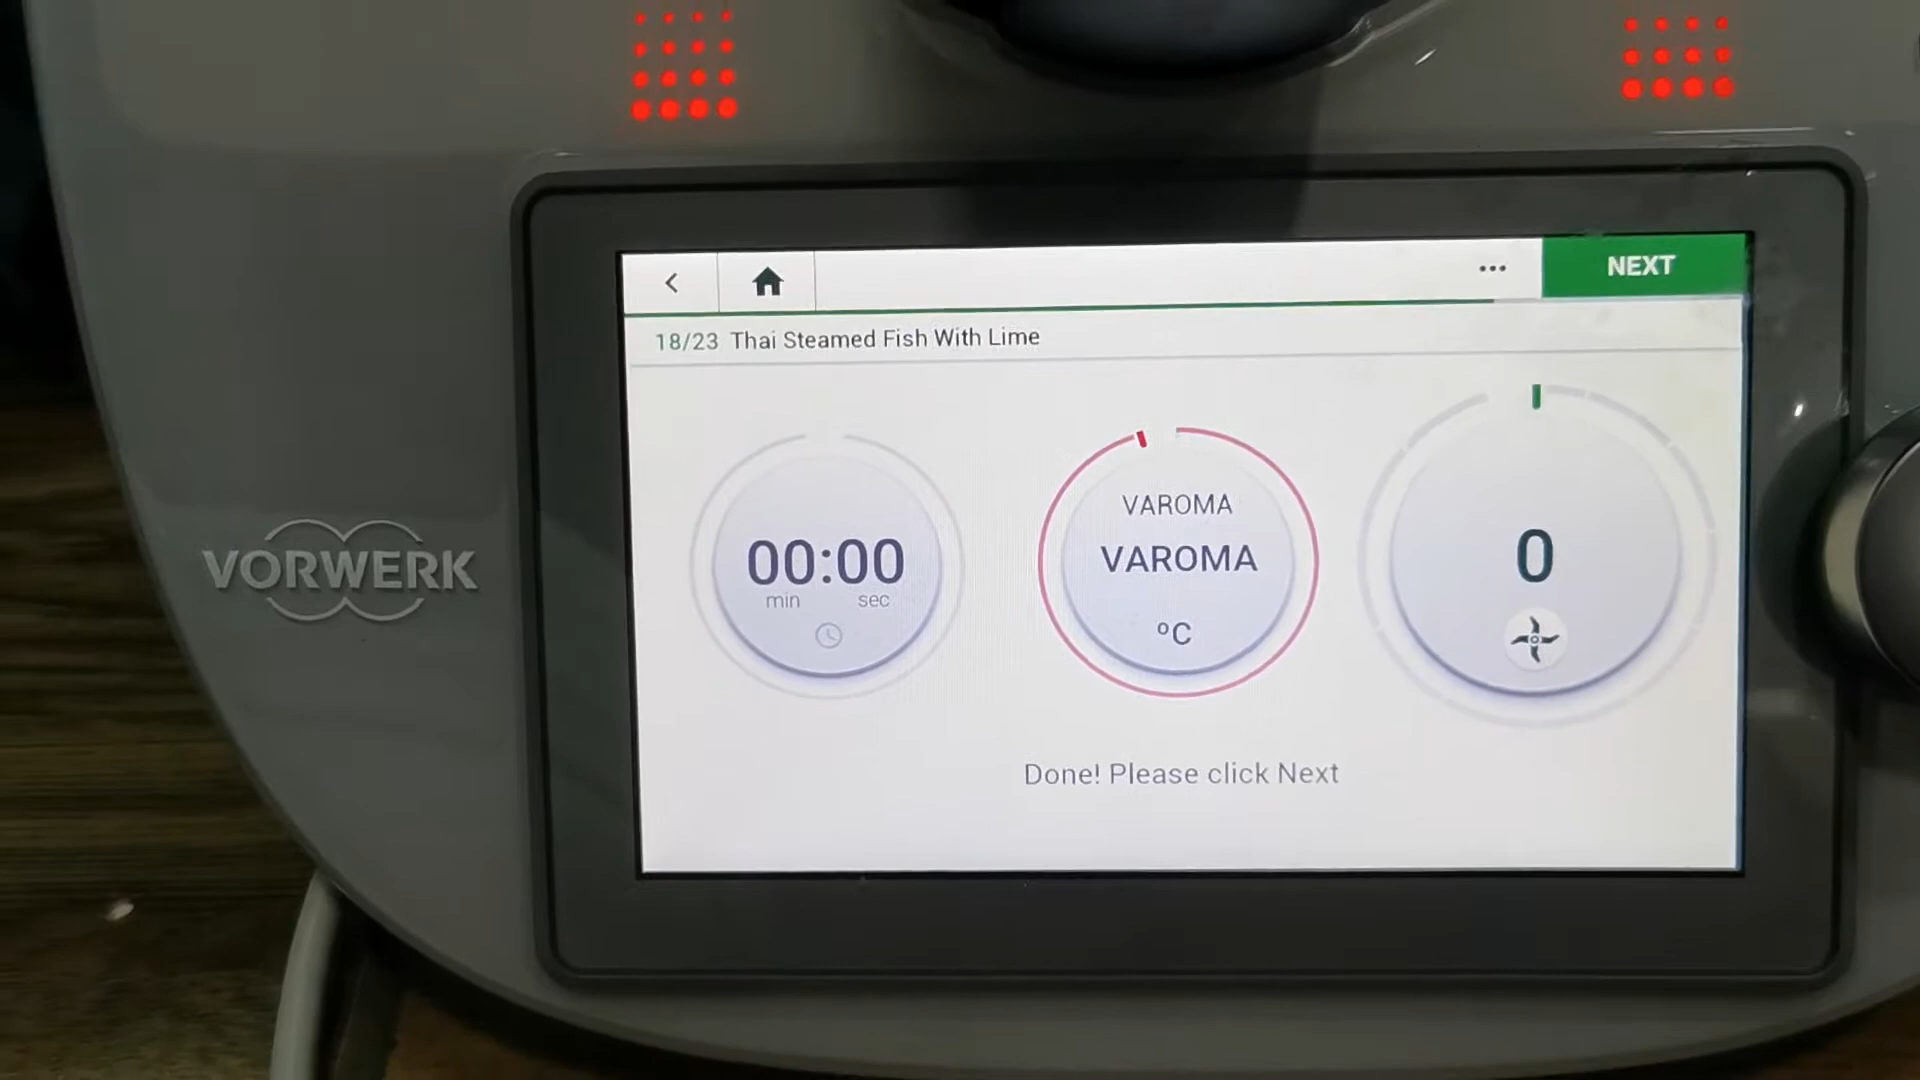 NEXT
18/23 Thai Steamed Fish With Lime
00:00
min sec
VAROMA
VAROMA
ºC
0
Done! Please click Next
VORWERK